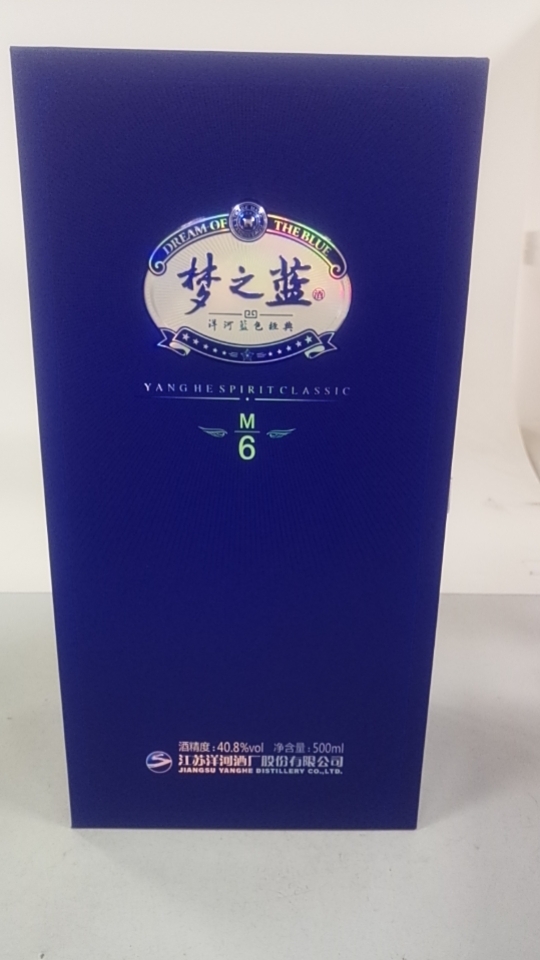 DREAM OF THE BLUE
梦之蓝
酒
洋河蓝色经典
YANGHE SPIRIT CLASSIC
M
6
酒精度：40.8%vol 净含量：500ml
江苏洋河酒厂股份有限公司
JIANGSU YANGHE DISTILLERY CO.,LTD.